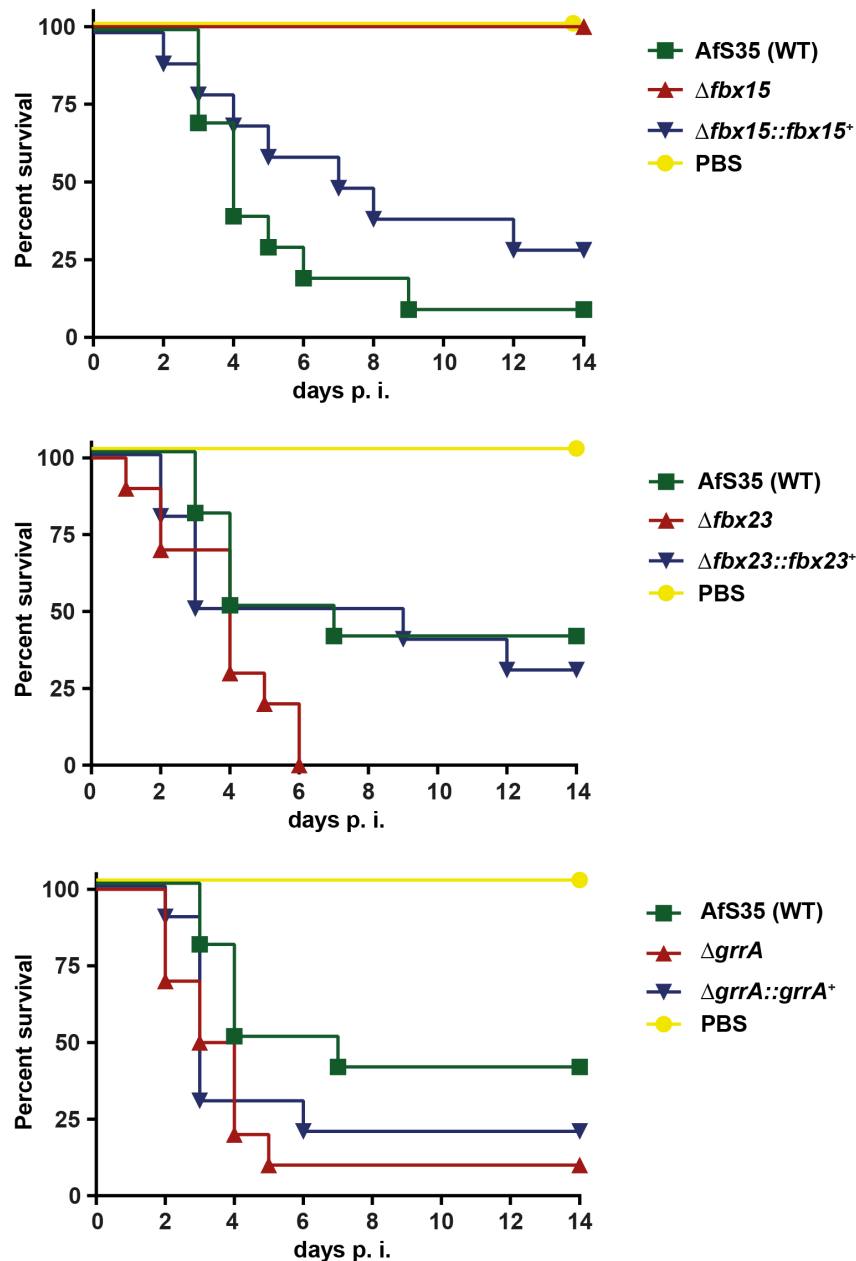 Percent survival
100
75
50
25
0
0 2 4 6 8 10 12 14
days p. i.
AfS35 (WT)
Δfbx15
Δfbx15::fbx15⁺
PBS
Percent survival
100
75
50
25
0
0 2 4 6 8 10 12 14
days p. i.
AfS35 (WT)
Δfbx23
Δfbx23::fbx23⁺
PBS
Percent survival
100
75
50
25
0
0 2 4 6 8 10 12 14
days p. i.
AfS35 (WT)
ΔgrrA
ΔgrrA::grrA⁺
PBS